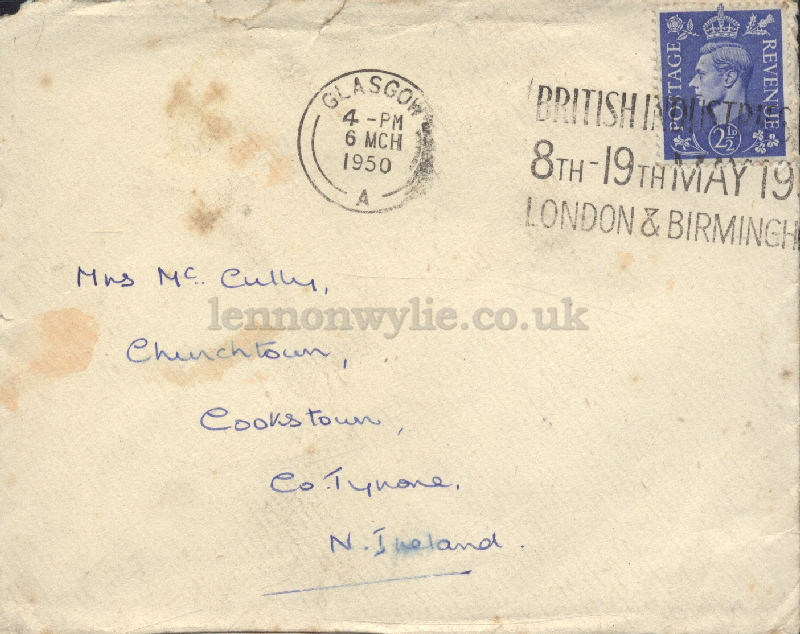 POSTAGE
REVENUE
2½D
GLASGOW
4 - PM
6 MCH
1950
A
BRITISH INDUSTRIES
8TH - 19TH MAY 19
LONDON & BIRMINGH
Mrs Mc Cully,
lennonwylie.co.uk
Churchtown,
Cookstown,
Co. Tyrone.
N. Ireland.